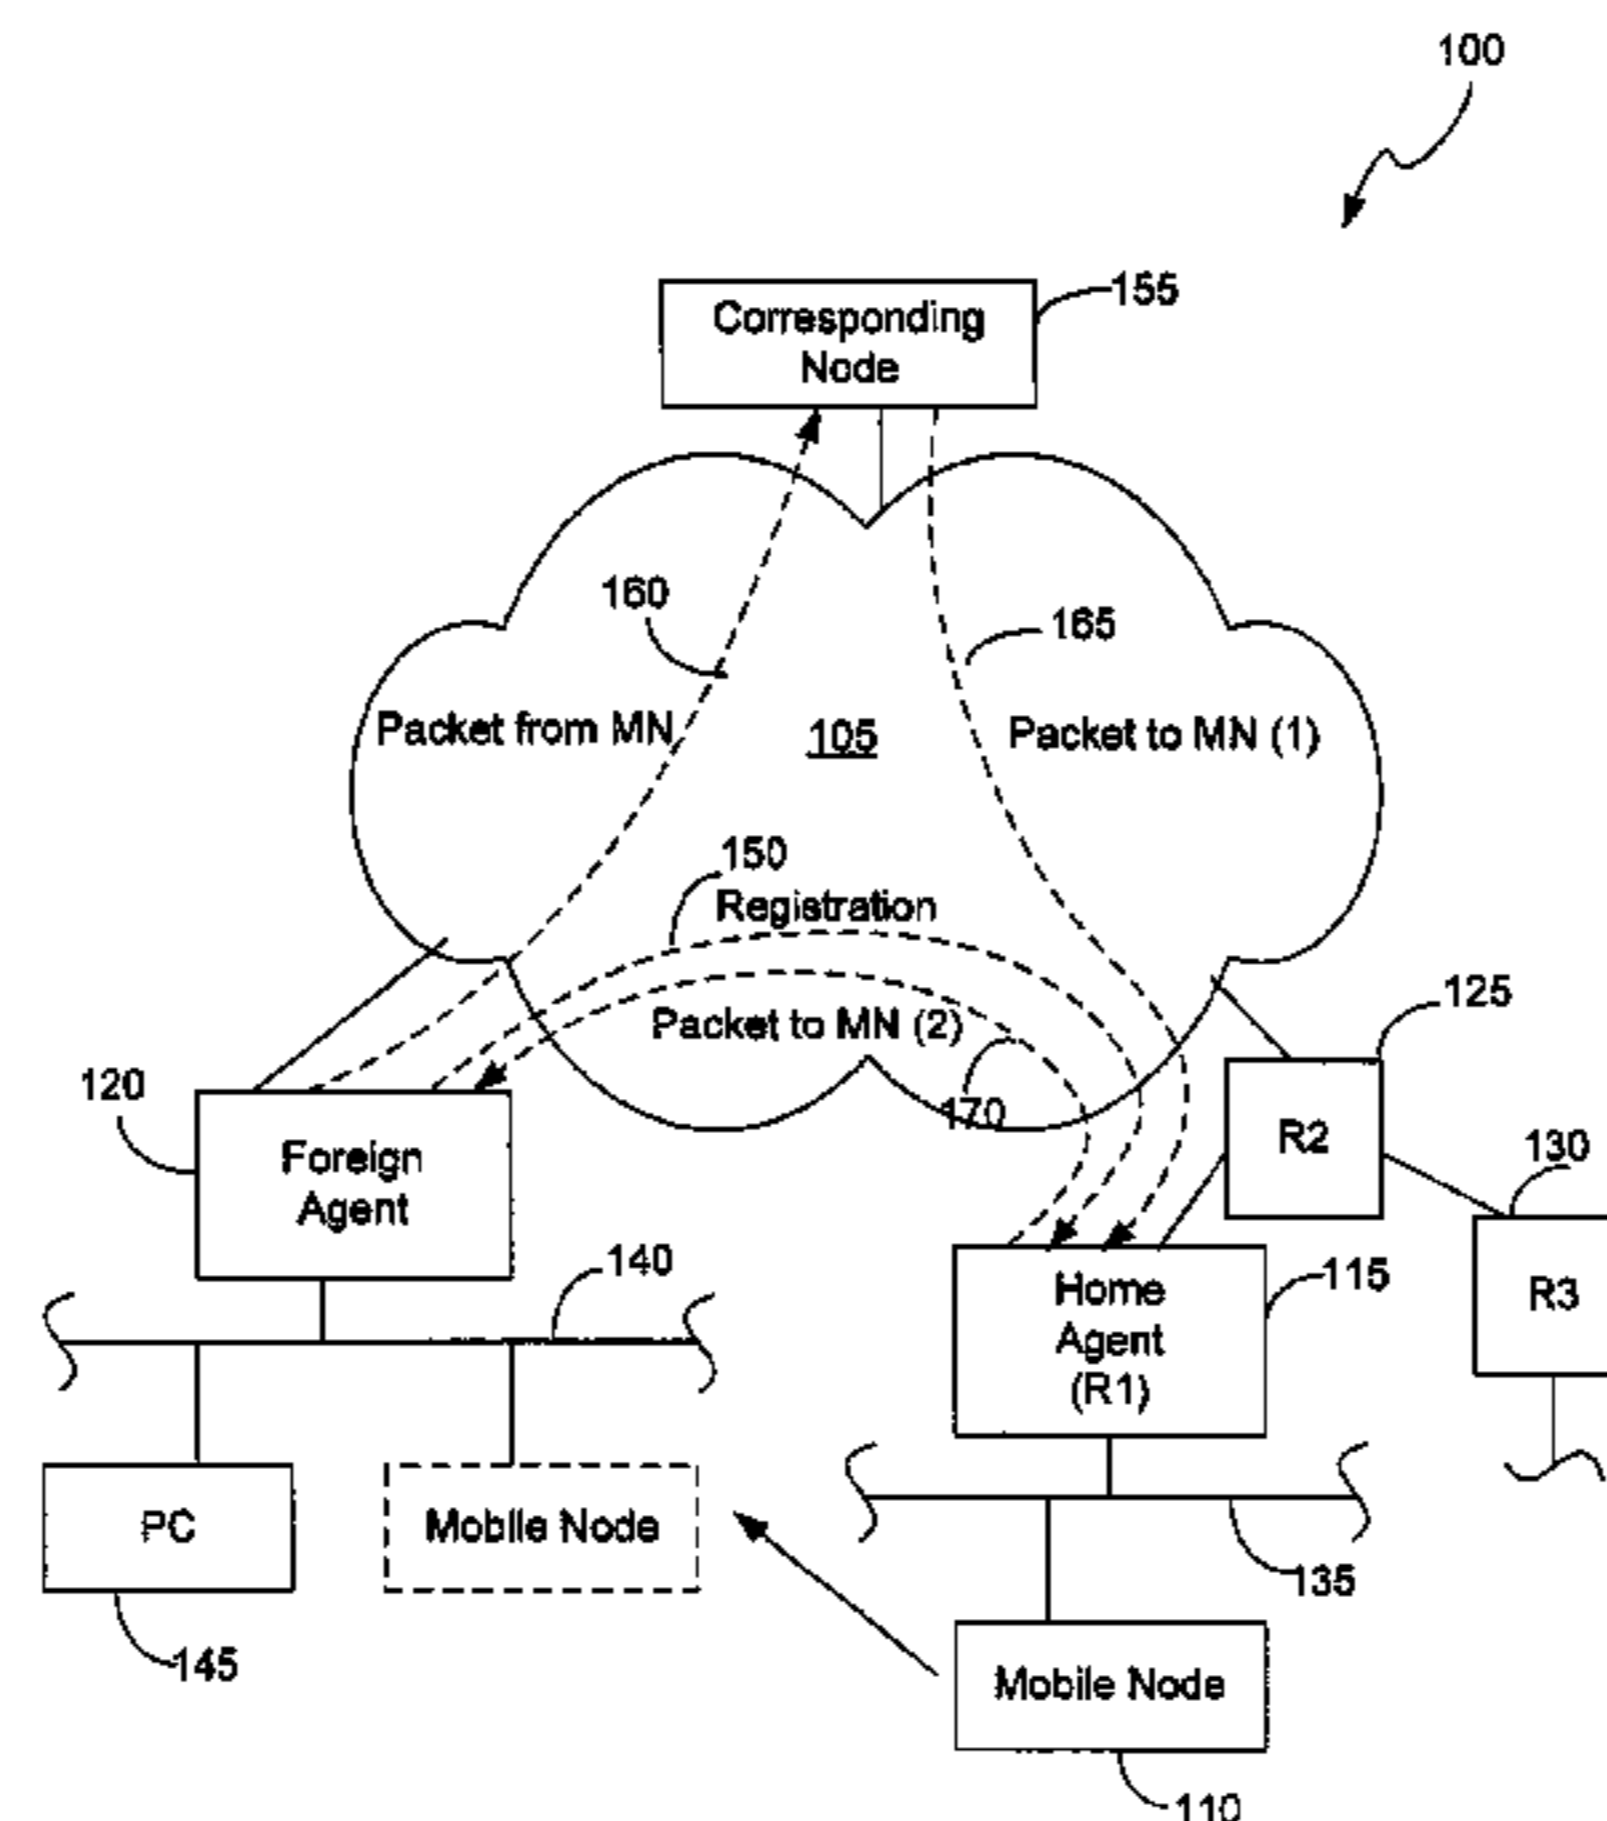 100
155
Corresponding
Node
160
165
Packet from MN
105
Packet to MN (1)
150
Registration
Packet to MN (2)
170
125
120
Foreign
Agent
R2
130
140
Home
Agent
(R1)
115
R3
PC
Mobile Node
135
145
Mobile Node
110